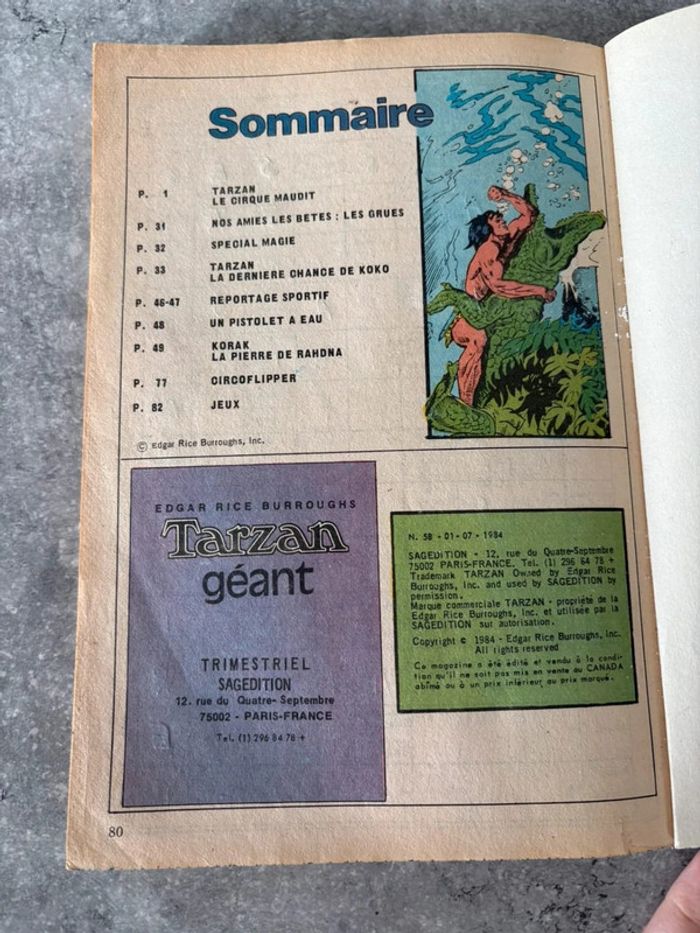 Sommaire
P. 1 TARZAN
LE CIRQUE MAUDIT
P. 31 NOS AMIES LES BETES : LES GRUES
P. 32 SPECIAL MAGIE
P. 33 TARZAN
LA DERNIERE CHANCE DE KOKO
P. 46-47 REPORTAGE SPORTIF
P. 48 UN PISTOLET A EAU
P. 49 KORAK
LA PIERRE DE RAHDNA
P. 77 CIRCOFLIPPER
P. 82 JEUX
© Edgar Rice Burroughs, Inc.
EDGAR RICE BURROUGHS
Tarzan
géant
TRIMESTRIEL
SAGEDITION
12. rue du Quatre-Septembre
75002 - PARIS-FRANCE
Tel. (1) 296 84 78 +
N. 58 - 01 - 07 - 1984
SAGEDITION - 12, rue du Quatre-Septembre
75002 PARIS-FRANCE. Tel. (1) 296 84 78 +
Trademark TARZAN Owned by Edgar Rice
Burroughs, Inc. and used by SAGEDITION by
permission.
Marque commerciale TARZAN - propriété de la
Edgar Rice Burroughs, Inc. et utilisée par la
SAGEDITION sur autorisation.
Copyright © 1984 - Edgar Rice Burroughs, Inc.
All rights reserved
Ce magazine a été édité et vendu à la condi-
tion qu'il ne soit pas mis en vente au CANADA
abîmé ou à un prix inférieur au prix marqué.
80